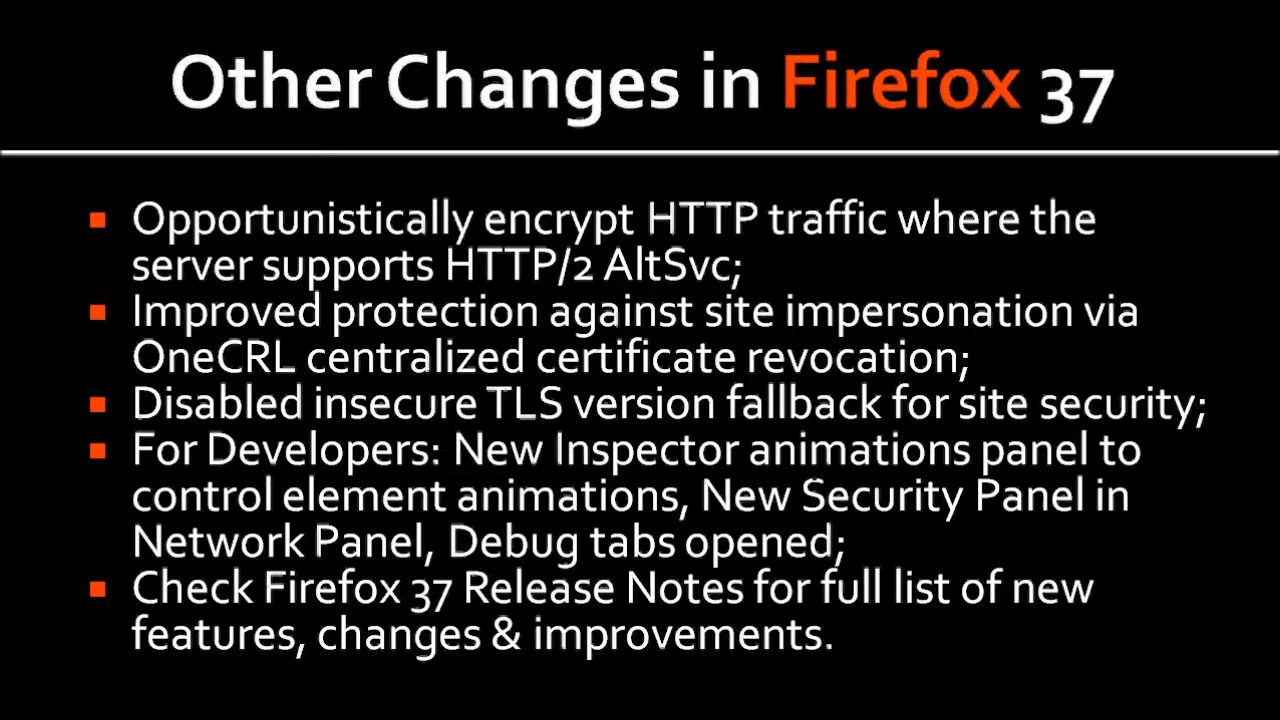 Other Changes in Firefox 37
Opportunistically encrypt HTTP traffic where the
server supports HTTP/2 AltSvc;
Improved protection against site impersonation via
OneCRL centralized certificate revocation;
Disabled insecure TLS version fallback for site security;
For Developers: New Inspector animations panel to
control element animations, New Security Panel in
Network Panel, Debug tabs opened;
Check Firefox 37 Release Notes for full list of new
features, changes & improvements.